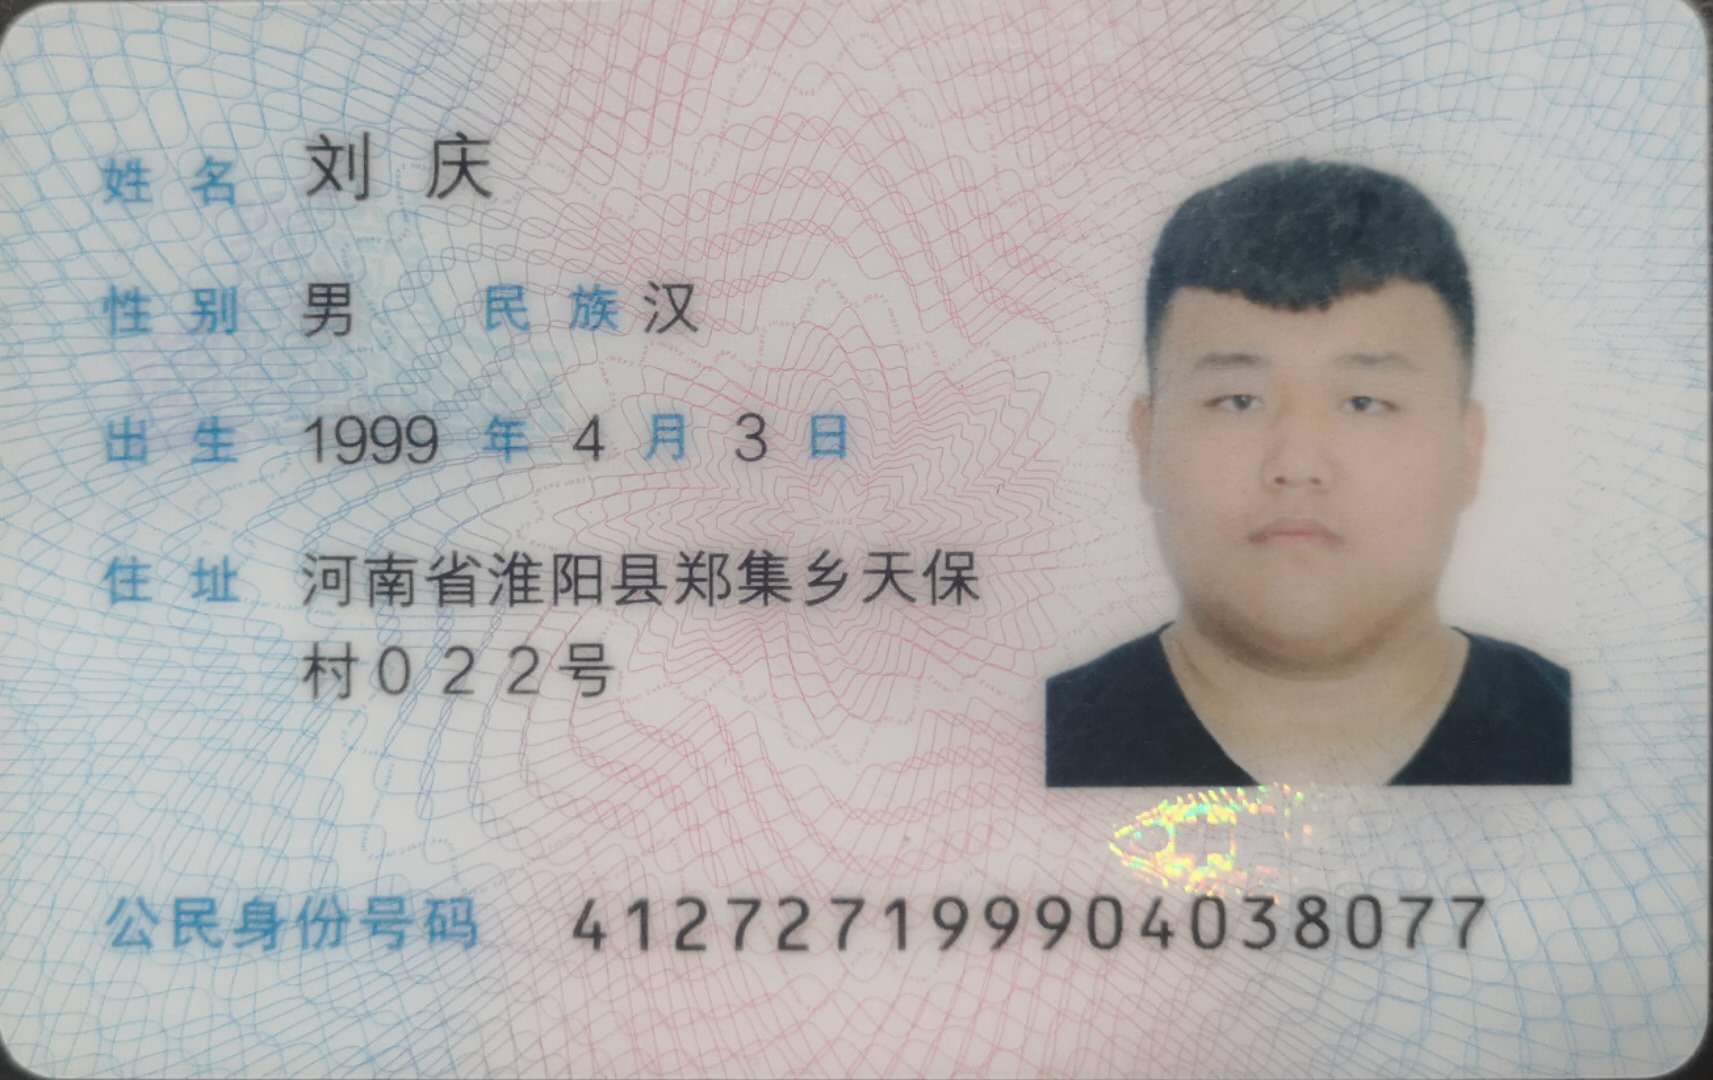 姓名 刘庆
性别 男 民族 汉
出生 1999 年 4 月 3 日
住址 河南省淮阳县郑集乡天保
村022号
公民身份号码 412727199904038077